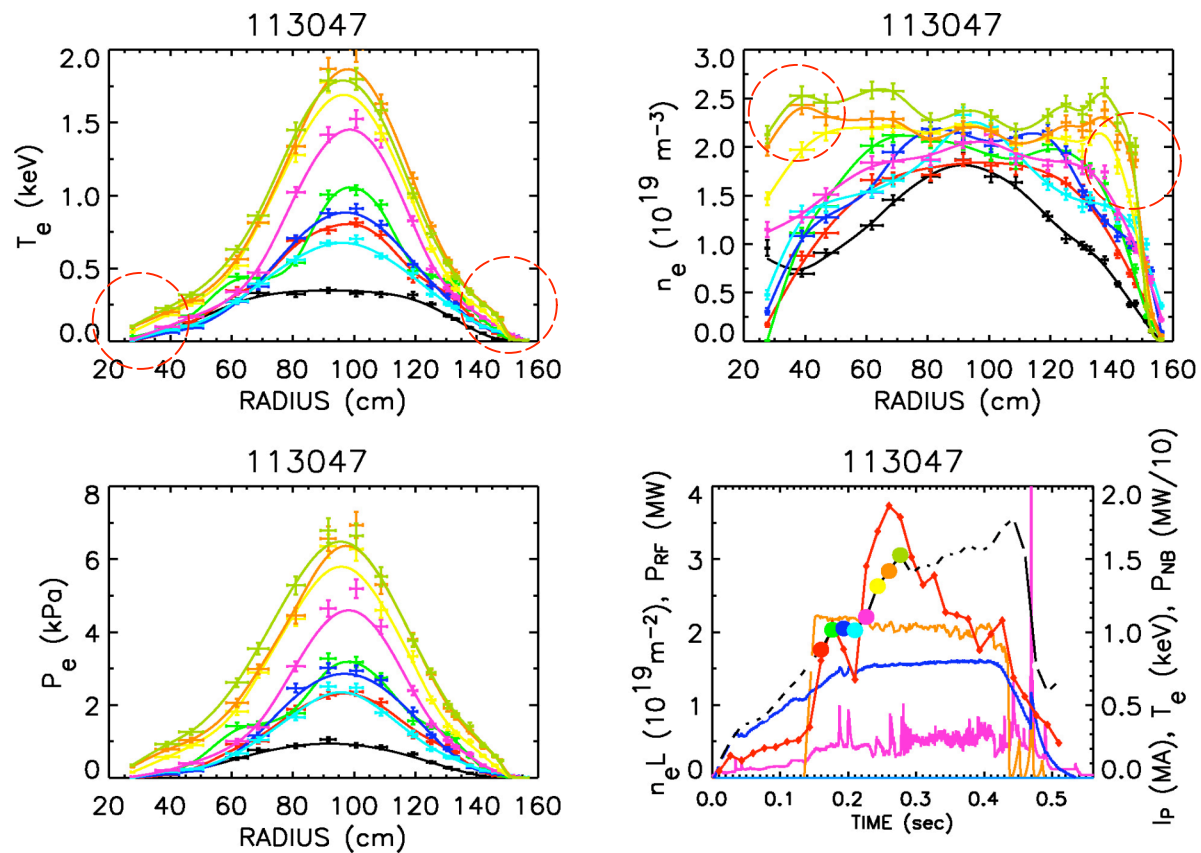 113047
2.0
1.5
1.0
0.5
0.0
T_e (keV)
20 40 60 80 100 120 140 160
RADIUS (cm)
113047
3.0
2.5
2.0
1.5
1.0
0.5
0.0
n_e (10^19 m^-3)
20 40 60 80 100 120 140 160
RADIUS (cm)
113047
8
6
4
2
0
P_e (kPa)
20 40 60 80 100 120 140 160
RADIUS (cm)
113047
4
3
2
1
0
n_eL (10^19 m^-2), P_RF (MW)
2.0
1.5
1.0
0.5
0.0
I_P (MA), T_e (keV), P_NB (MW/10)
0.0 0.1 0.2 0.3 0.4 0.5
TIME (sec)